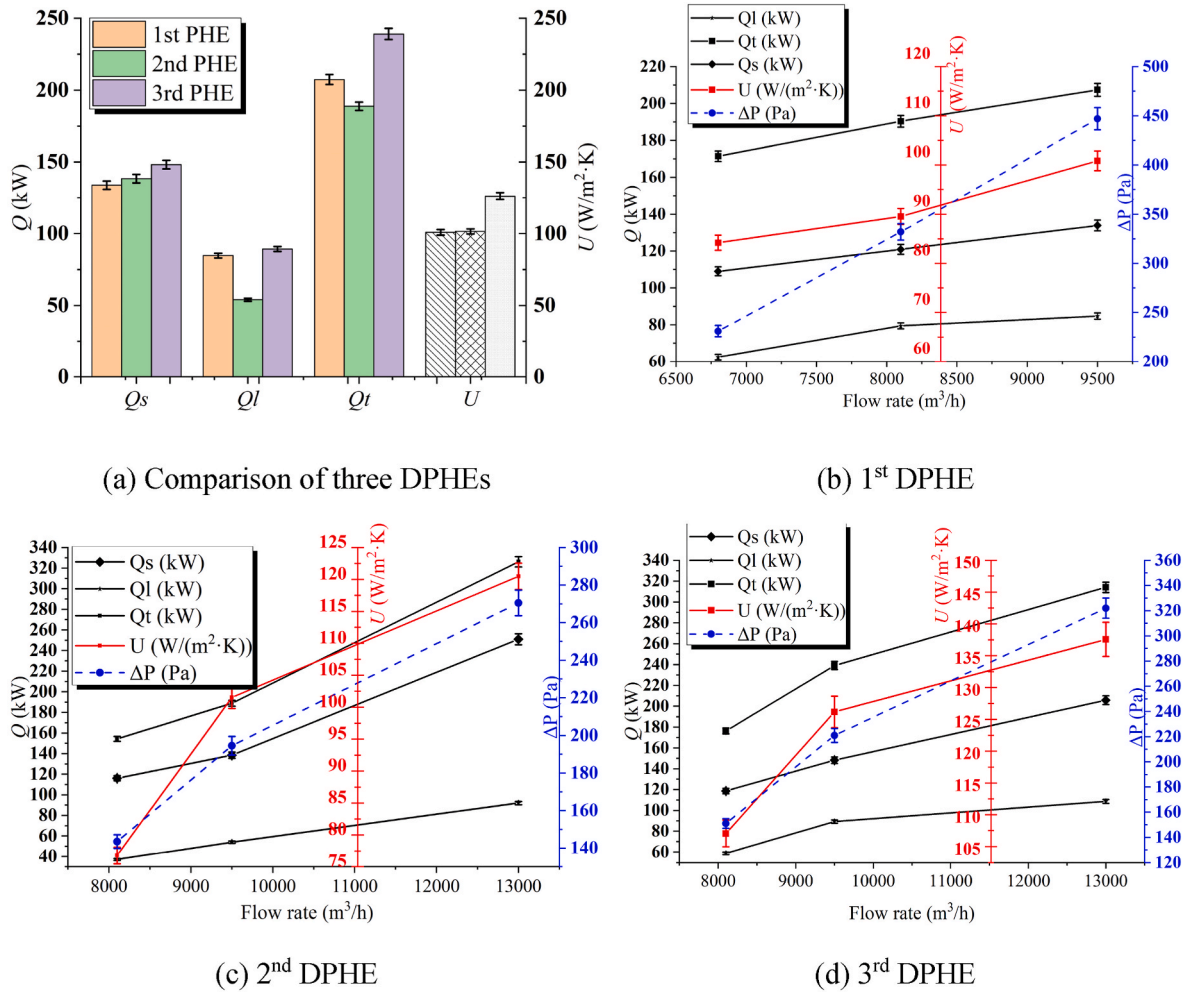 250
200
150
100
50
0
Q (kW)
1st PHE
2nd PHE
3rd PHE
250
200
150
100
50
0
U (W/m²·K)
Qs Ql Qt U
(a) Comparison of three DPHEs
Ql (kW)
Qt (kW)
Qs (kW)
U (W/m²·K))
ΔP (Pa)
220
200
180
160
140
120
100
80
60
Q (kW)
120
110
100
90
80
70
60
U (W/m²·K)
500
450
400
350
300
250
200
ΔP (Pa)
6500 7000 7500 8000 8500 9000 9500
Flow rate (m³/h)
(b) 1st DPHE
Qs (kW)
Ql (kW)
Qt (kW)
U (W/(m²·K))
ΔP (Pa)
340
320
300
280
260
240
220
200
180
160
140
120
100
80
60
40
Q (kW)
125
120
115
110
105
100
95
90
85
80
75
U (W/m²·K)
300
280
260
240
220
200
180
160
140
ΔP (Pa)
8000 9000 10000 11000 12000 13000
Flow rate (m³/h)
(c) 2nd DPHE
Qs (kW)
Ql (kW)
Qt (kW)
U (W/(m²·K))
ΔP (Pa)
340
320
300
280
260
240
220
200
180
160
140
120
100
80
60
Q (kW)
150
145
140
135
130
125
120
115
110
105
U (W/m²·K)
360
340
320
300
280
260
240
220
200
180
160
140
120
ΔP (Pa)
8000 9000 10000 11000 12000 13000
Flow rate (m³/h)
(d) 3rd DPHE